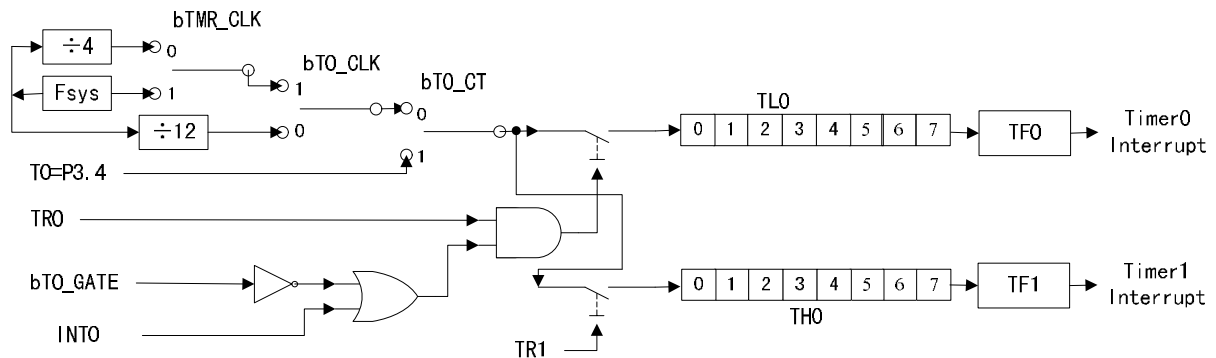 bTMR_CLK
÷4
0
bT0_CLK
bT0_CT
Fsys
1
1
0
÷12
0
1
T0=P3.4
TL0
0 1 2 3 4 5 6 7
TF0
Timer0
Interrupt
TR0
bT0_GATE
INT0
TR1
0 1 2 3 4 5 6 7
TH0
TF1
Timer1
Interrupt